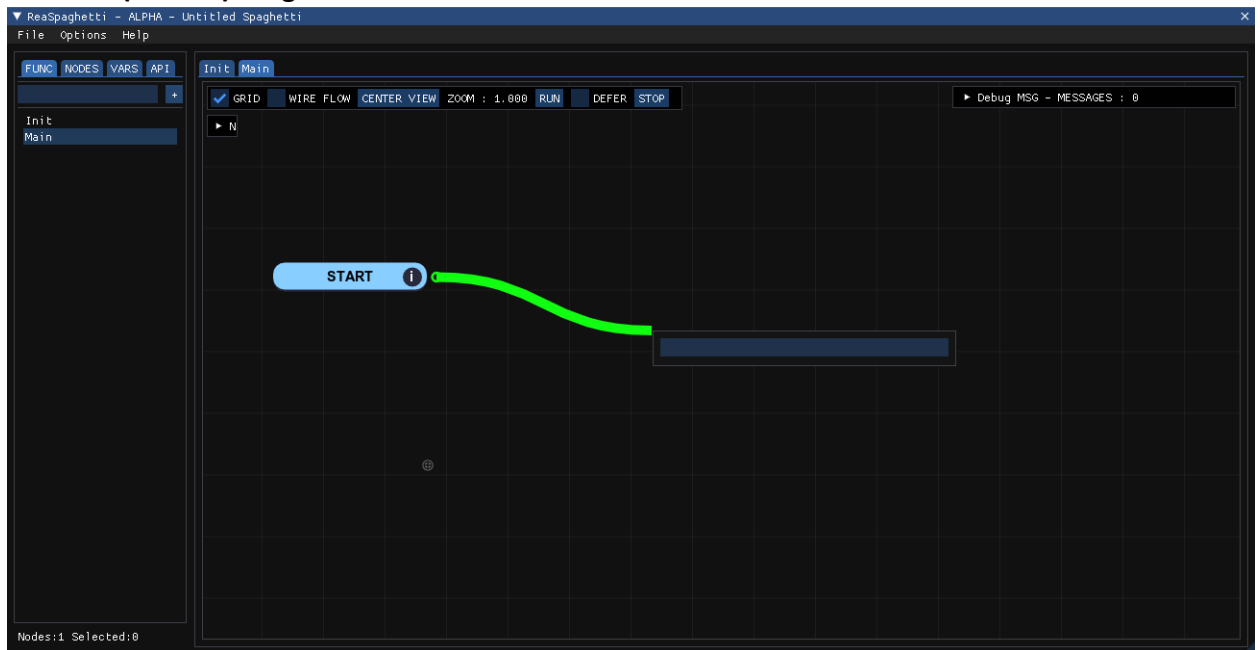 ▼ ReaSpaghetti - ALPHA - Untitled Spaghetti ×
File Options Help
FUNC NODES VARS API
+
Init
Main
Init Main
GRID WIRE FLOW CENTER VIEW ZOOM : 1.000 RUN DEFER STOP
► Debug MSG - MESSAGES : 0
► N
START i
Nodes:1 Selected:0